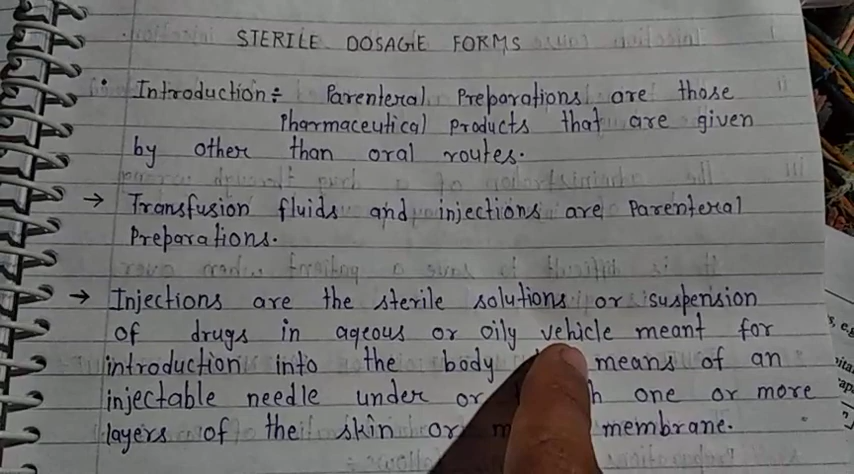 STERILE DOSAGE FORMS
Introduction÷ Parenteral Preparations are those
Pharmaceutical Products that are given
by other than oral routes.
→ Transfusion fluids and injections are Parenteral
Preparations.
→ Injections are the sterile solutions or suspension
of drugs in aqeous or oily vehicle meant for
introduction into the body means of an
injectable needle under or one or more
layers of the skin or membrane.